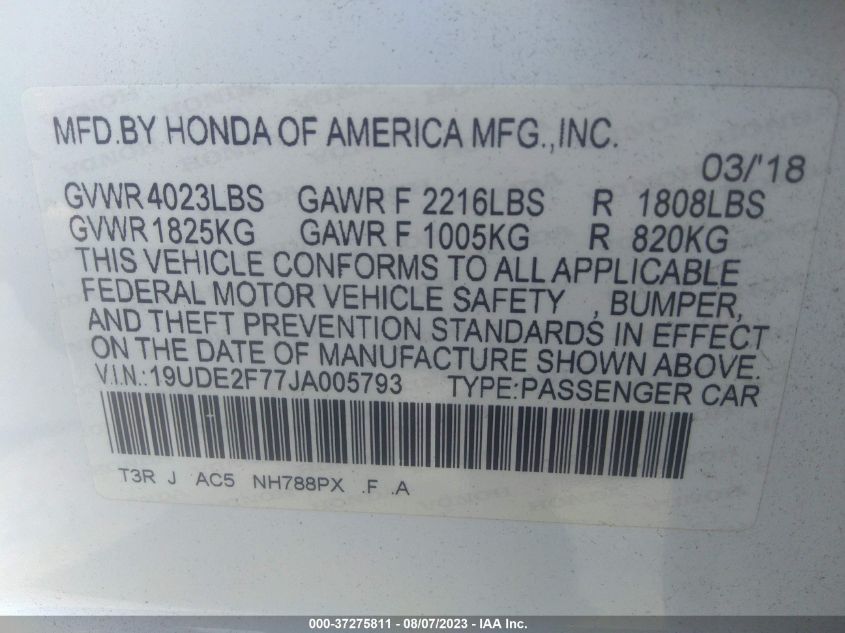 MFD.BY HONDA OF AMERICA MFG.,INC.
03/'18
GVWR 4023LBS GAWR F 2216LBS R 1808LBS
GVWR 1825KG GAWR F 1005KG R 820KG
THIS VEHICLE CONFORMS TO ALL APPLICABLE
FEDERAL MOTOR VEHICLE SAFETY , BUMPER,
AND THEFT PREVENTION STANDARDS IN EFFECT
ON THE DATE OF MANUFACTURE SHOWN ABOVE.
V.I.N.:19UDE2F77JA005793 TYPE:PASSENGER CAR
T3R J AC5 NH788PX .F .A
000-37275811 - 08/07/2023 - IAA Inc.